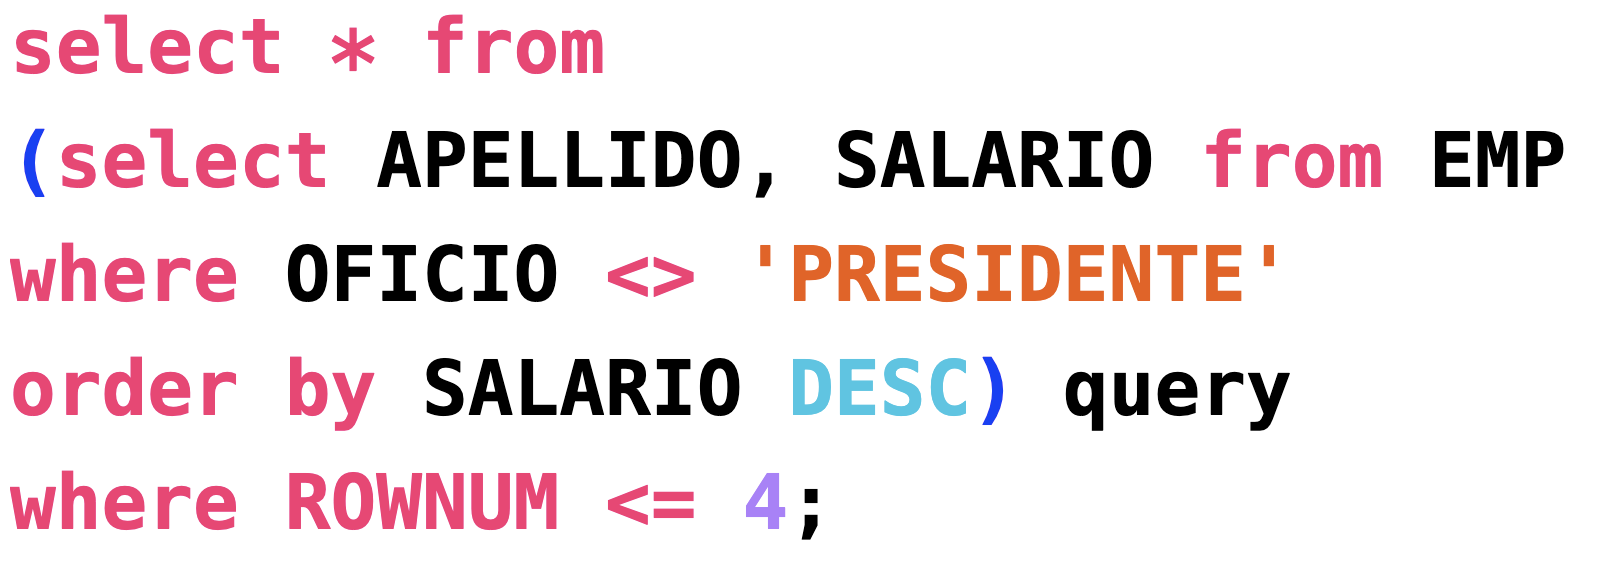 select * from
(select APELLIDO, SALARIO from EMP
where OFICIO <> 'PRESIDENTE'
order by SALARIO DESC) query
where ROWNUM <= 4;